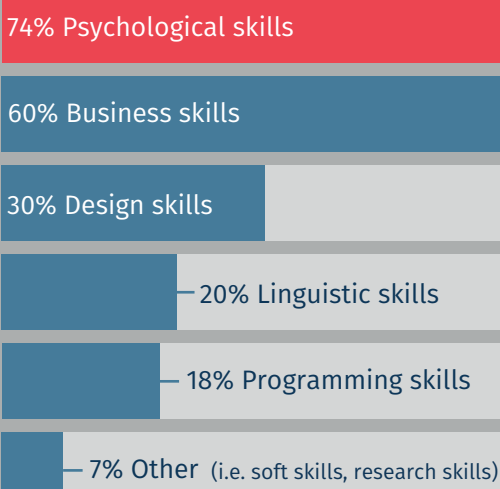 74% Psychological skills
60% Business skills
30% Design skills
20% Linguistic skills
18% Programming skills
7% Other (i.e. soft skills, research skills)